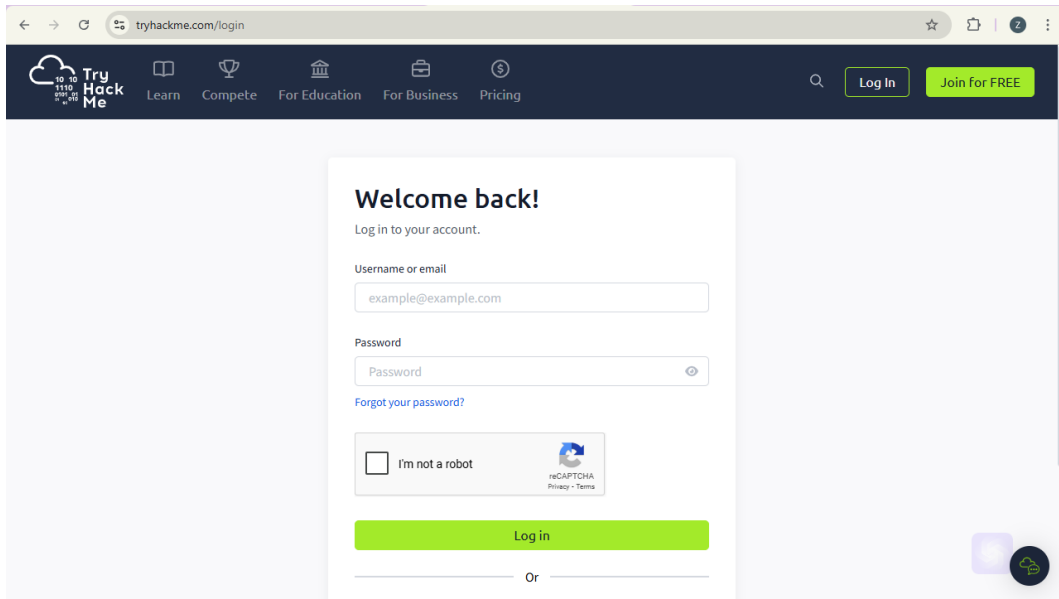 tryhackme.com/login
Z
Try
Hack
Me
Learn
Compete
For Education
For Business
Pricing
Log In
Join for FREE
Welcome back!
Log in to your account.
Username or email
example@example.com
Password
Password
Forgot your password?
I'm not a robot
reCAPTCHA
Privacy - Terms
Log in
Or